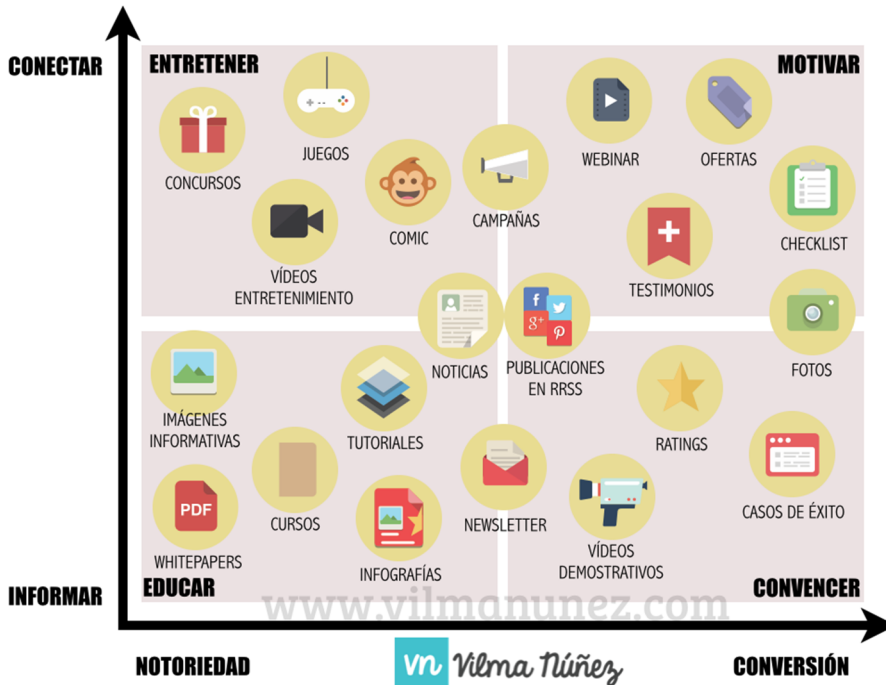 CONECTAR
ENTRETENER
MOTIVAR
CONCURSOS
JUEGOS
COMIC
CAMPAÑAS
WEBINAR
OFERTAS
CHECKLIST
VÍDEOS
ENTRETENIMIENTO
TESTIMONIOS
NOTICIAS
f
g+
PUBLICACIONES
EN RRSS
FOTOS
IMÁGENES
INFORMATIVAS
TUTORIALES
RATINGS
PDF
WHITEPAPERS
CURSOS
INFOGRAFÍAS
NEWSLETTER
VÍDEOS
DEMOSTRATIVOS
CASOS DE ÉXITO
INFORMAR
EDUCAR
CONVENCER
www.vilmanunez.com
NOTORIEDAD
vn Vilma Núñez
CONVERSIÓN